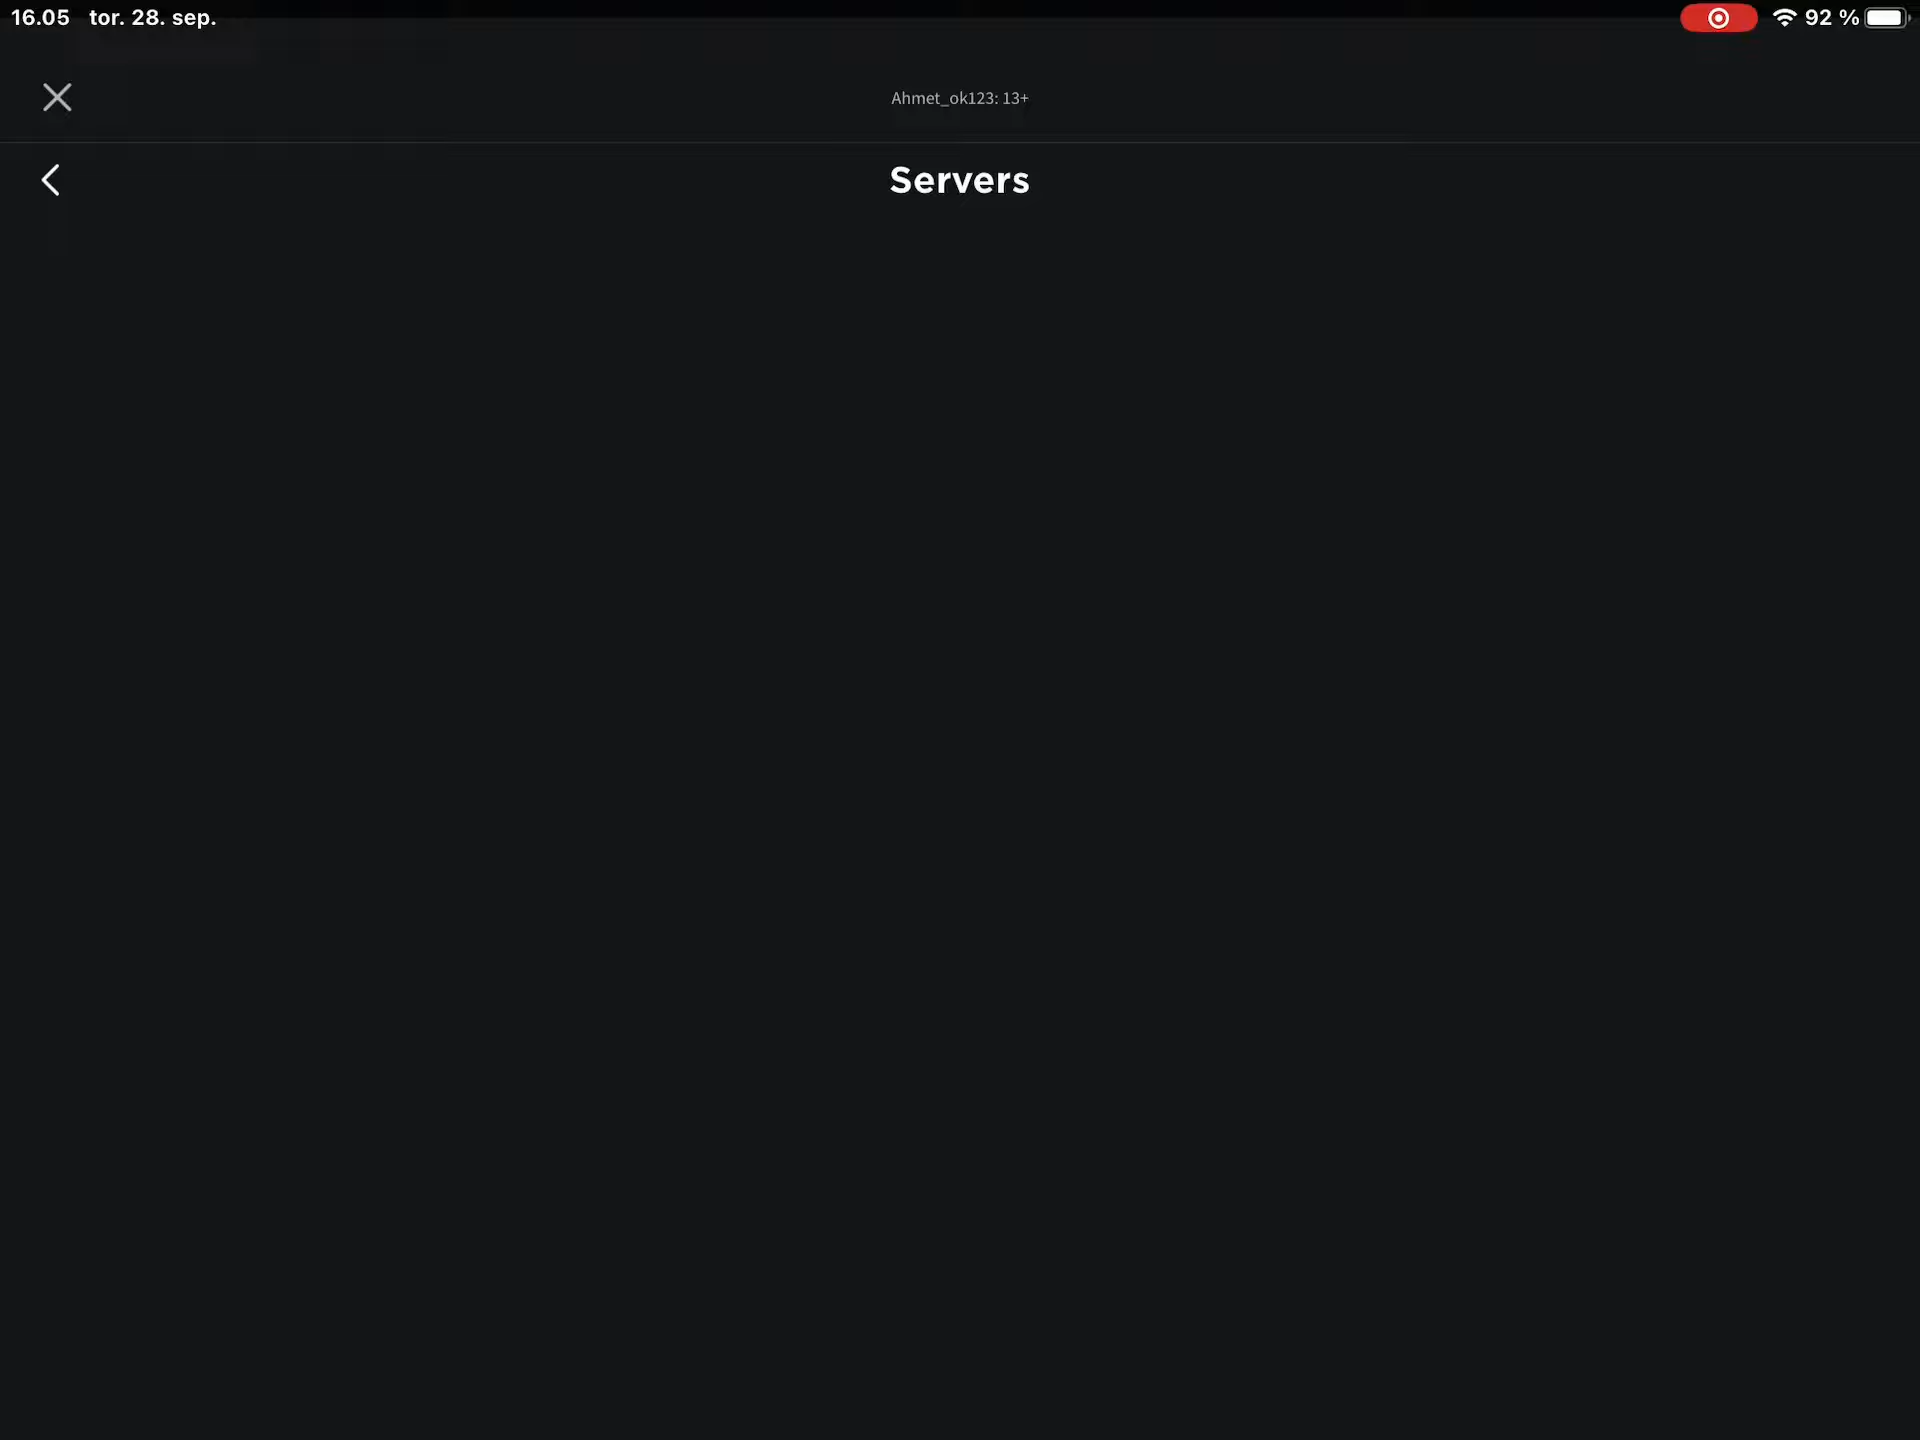 16.05 tor. 28. sep.
92 %
Ahmet_ok123: 13+
Servers